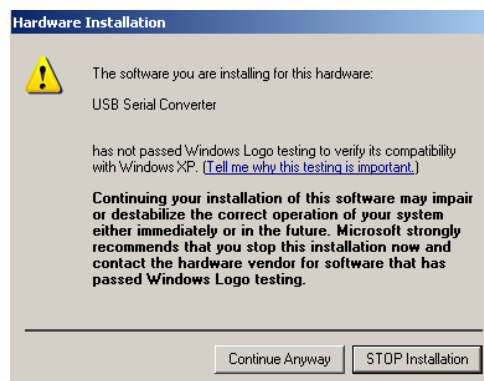 Hardware Installation
The software you are installing for this hardware:
USB Serial Converter
has not passed Windows Logo testing to verify its compatibility
with Windows XP. (Tell me why this testing is important.)
Continuing your installation of this software may impair
or destabilize the correct operation of your system
either immediately or in the future. Microsoft strongly
recommends that you stop this installation now and
contact the hardware vendor for software that has
passed Windows Logo testing.
Continue Anyway
STOP Installation